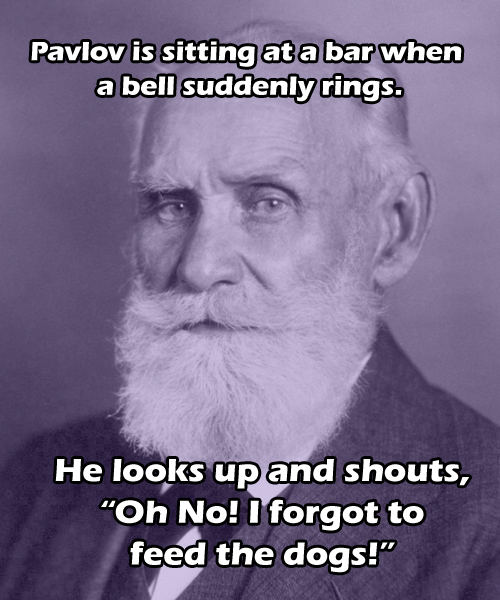 Pavlov is sitting at a bar when
a bell suddenly rings.
He looks up and shouts,
“Oh No! I forgot to
feed the dogs!”